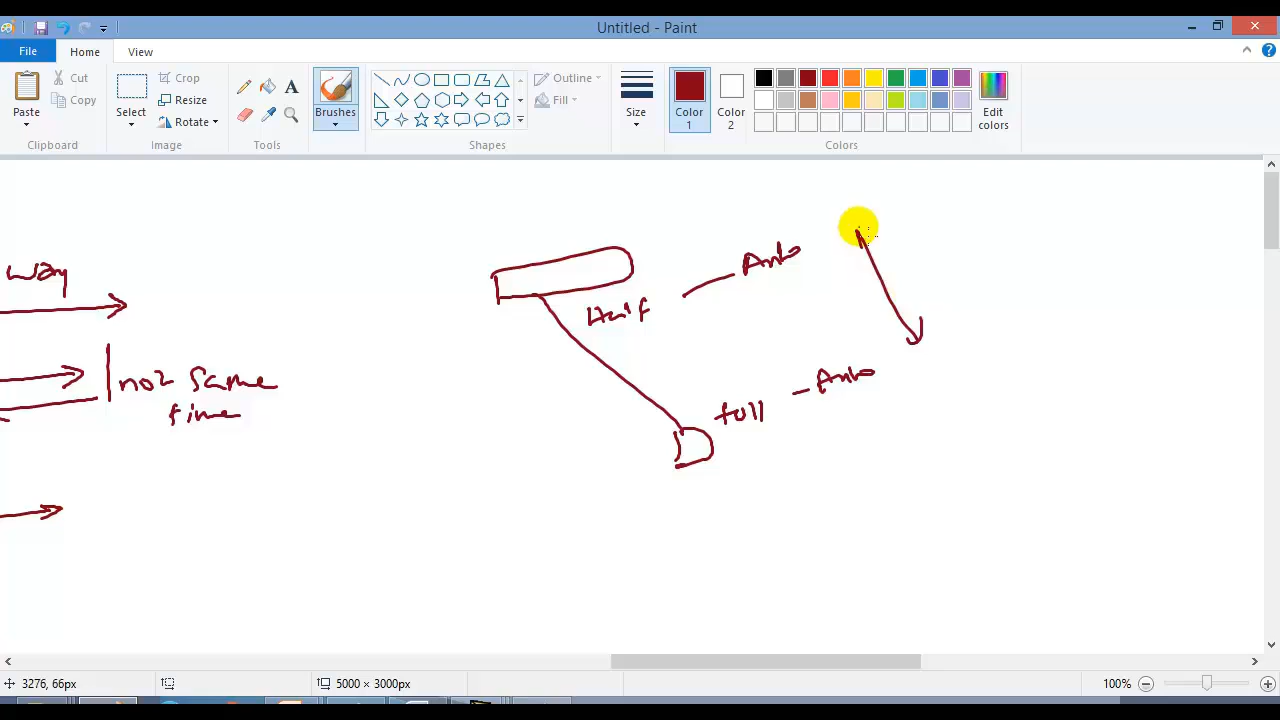 Untitled - Paint
File Home View
Cut
Copy
Paste
Clipboard
Crop
Resize
Rotate
Select
Image
Tools
Brushes
Outline
Fill
Shapes
Size
Color 1
Color 2
Edit colors
Colors
way
no2 same
time
Half
Auto
full
Auto
3276, 66px
5000 × 3000px
100%